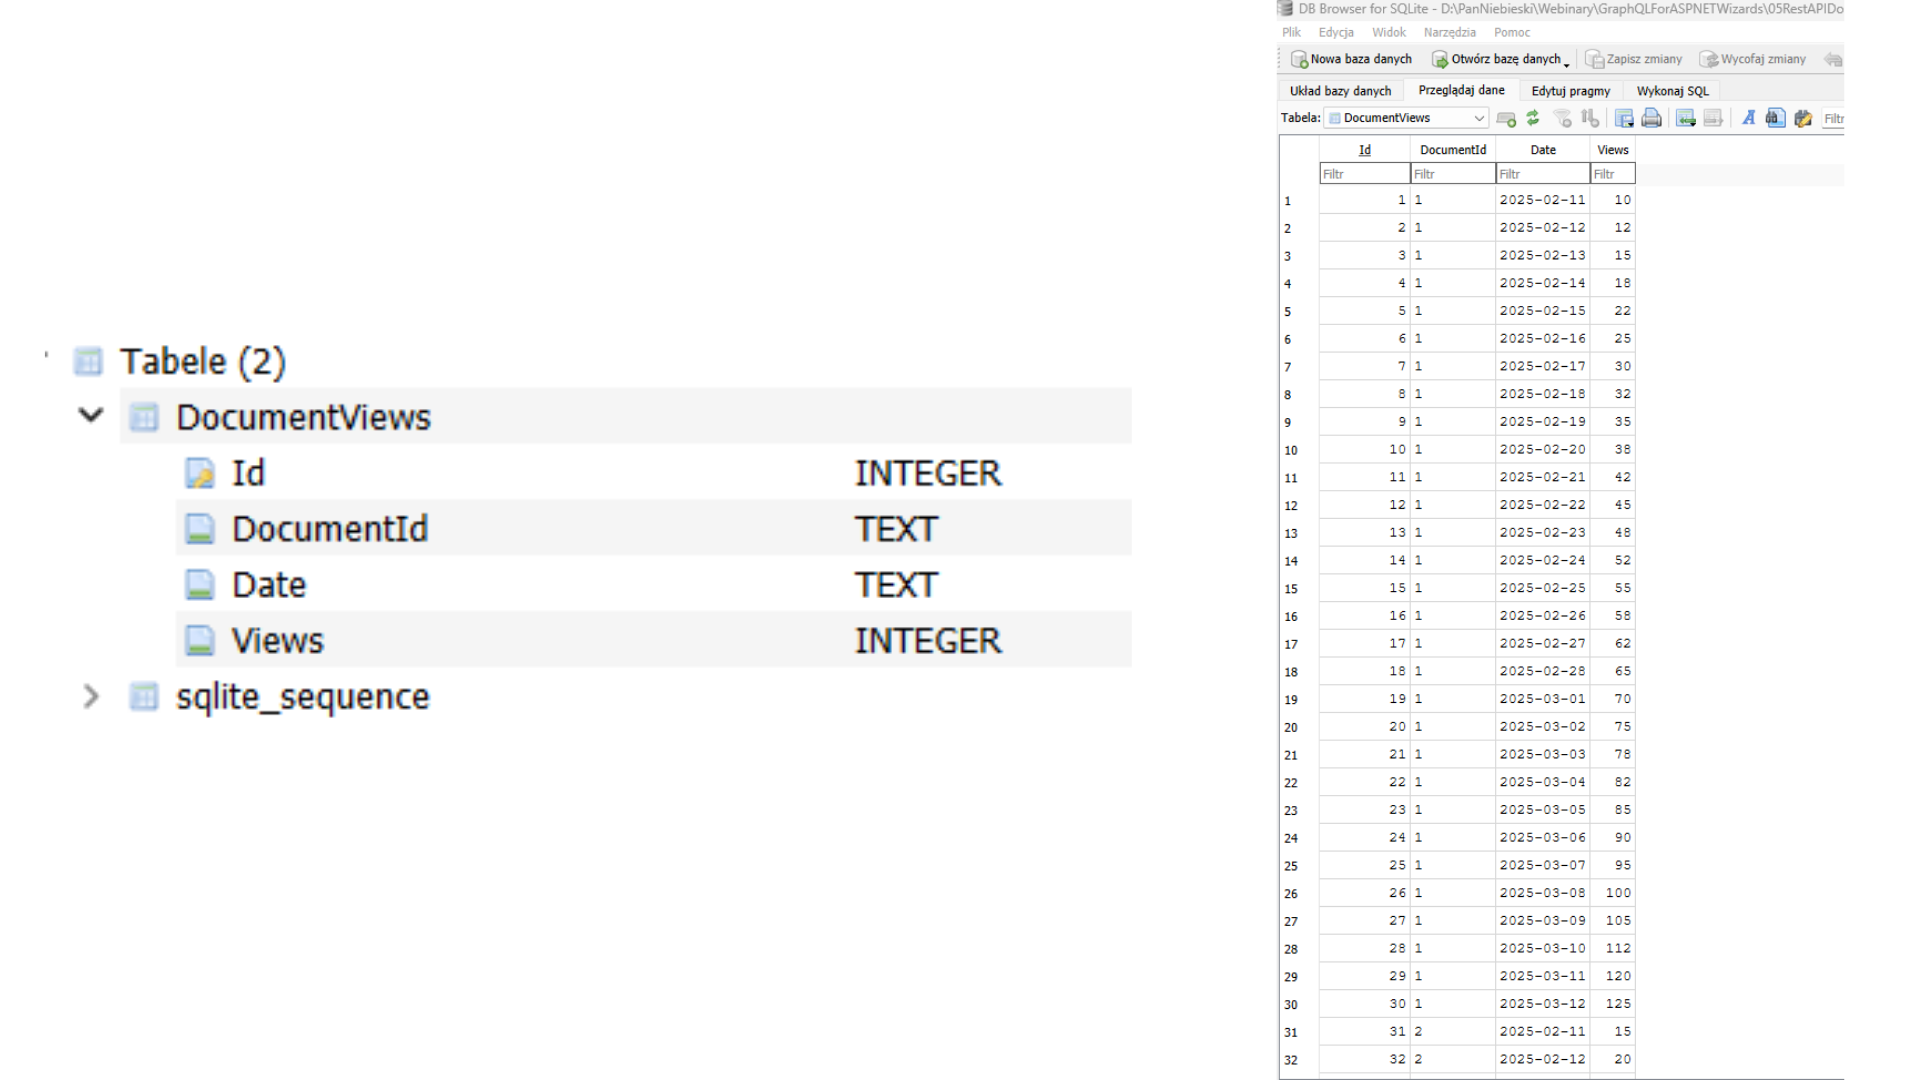 Tabele (2)
DocumentViews
Id INTEGER
DocumentId TEXT
Date TEXT
Views INTEGER
sqlite_sequence
DB Browser for SQLite - D:\PanNiebieski\Webinary\GraphQLForASPNETWizards\05RestAPIDo
Plik Edycja Widok Narzędzia Pomoc
Nowa baza danych Otwórz bazę danych Zapisz zmiany Wycofaj zmiany
Układ bazy danych Przeglądaj dane Edytuj pragmy Wykonaj SQL
Tabela: DocumentViews Filtr
Id DocumentId Date Views
Filtr Filtr Filtr Filtr
1 1 1 2025-02-11 10
2 2 1 2025-02-12 12
3 3 1 2025-02-13 15
4 4 1 2025-02-14 18
5 5 1 2025-02-15 22
6 6 1 2025-02-16 25
7 7 1 2025-02-17 30
8 8 1 2025-02-18 32
9 9 1 2025-02-19 35
10 10 1 2025-02-20 38
11 11 1 2025-02-21 42
12 12 1 2025-02-22 45
13 13 1 2025-02-23 48
14 14 1 2025-02-24 52
15 15 1 2025-02-25 55
16 16 1 2025-02-26 58
17 17 1 2025-02-27 62
18 18 1 2025-02-28 65
19 19 1 2025-03-01 70
20 20 1 2025-03-02 75
21 21 1 2025-03-03 78
22 22 1 2025-03-04 82
23 23 1 2025-03-05 85
24 24 1 2025-03-06 90
25 25 1 2025-03-07 95
26 26 1 2025-03-08 100
27 27 1 2025-03-09 105
28 28 1 2025-03-10 112
29 29 1 2025-03-11 120
30 30 1 2025-03-12 125
31 31 2 2025-02-11 15
32 32 2 2025-02-12 20